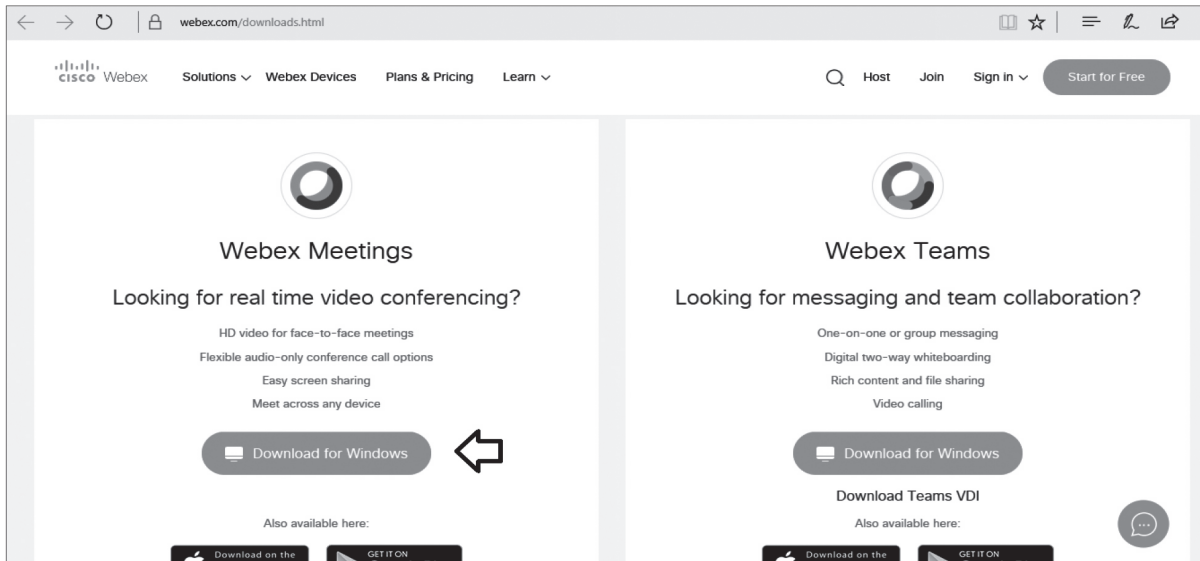 webex.com/downloads.html
cisco Webex Solutions Webex Devices Plans & Pricing Learn Host Join Sign in Start for Free
Webex Meetings
Looking for real time video conferencing?
HD video for face-to-face meetings
Flexible audio-only conference call options
Easy screen sharing
Meet across any device
Download for Windows
Also available here:
Download on the
GET IT ON
Webex Teams
Looking for messaging and team collaboration?
One-on-one or group messaging
Digital two-way whiteboarding
Rich content and file sharing
Video calling
Download for Windows
Download Teams VDI
Also available here:
Download on the
GET IT ON